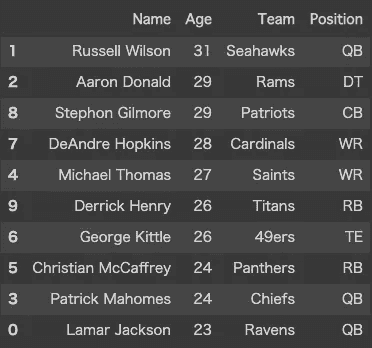 Name Age Team Position
1 Russell Wilson 31 Seahawks QB
2 Aaron Donald 29 Rams DT
8 Stephon Gilmore 29 Patriots CB
7 DeAndre Hopkins 28 Cardinals WR
4 Michael Thomas 27 Saints WR
9 Derrick Henry 26 Titans RB
6 George Kittle 26 49ers TE
5 Christian McCaffrey 24 Panthers RB
3 Patrick Mahomes 24 Chiefs QB
0 Lamar Jackson 23 Ravens QB